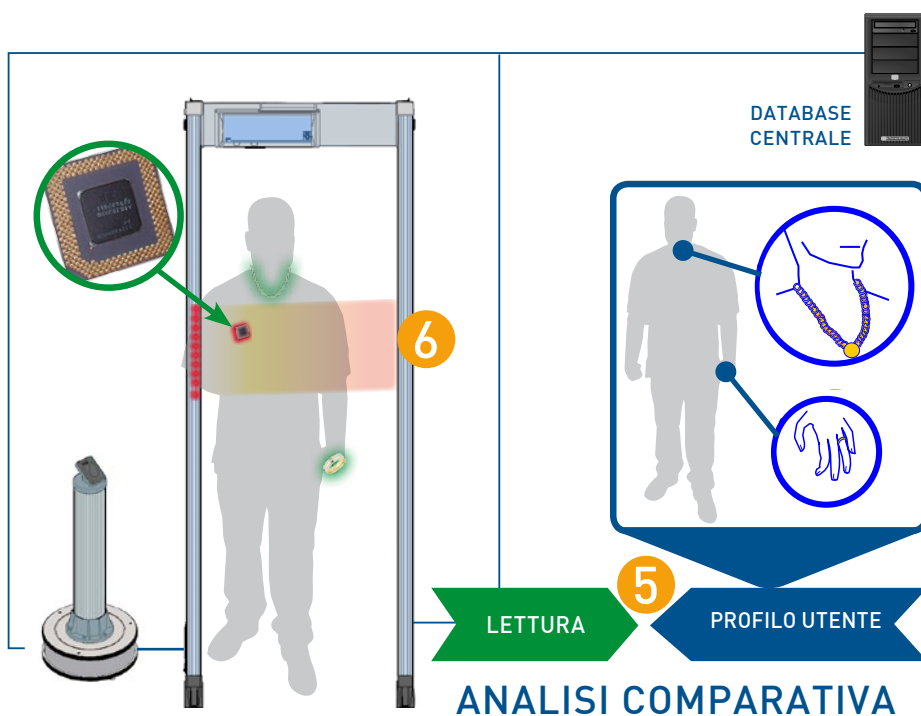 DATABASE
CENTRALE
6
5
LETTURA
PROFILO UTENTE
ANALISI COMPARATIVA